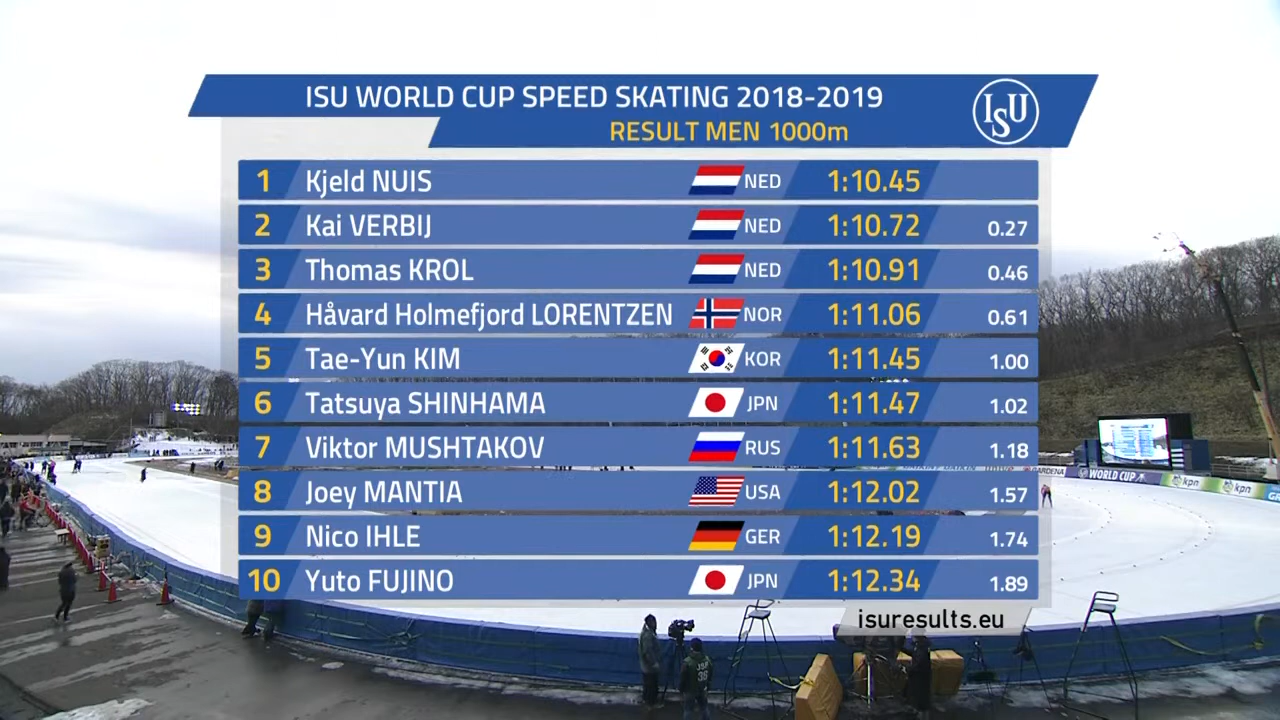 ISU WORLD CUP SPEED SKATING 2018-2019
ISU
RESULT MEN 1000m
1 Kjeld NUIS NED 1:10.45
2 Kai VERBIJ NED 1:10.72 0.27
3 Thomas KROL NED 1:10.91 0.46
4 Håvard Holmefjord LORENTZEN NOR 1:11.06 0.61
5 Tae-Yun KIM KOR 1:11.45 1.00
6 Tatsuya SHINHAMA JPN 1:11.47 1.02
7 Viktor MUSHTAKOV RUS 1:11.63 1.18
8 Joey MANTIA USA 1:12.02 1.57
9 Nico IHLE GER 1:12.19 1.74
10 Yuto FUJINO JPN 1:12.34 1.89
isuresults.eu
WORLD CUP
kpn
kpn